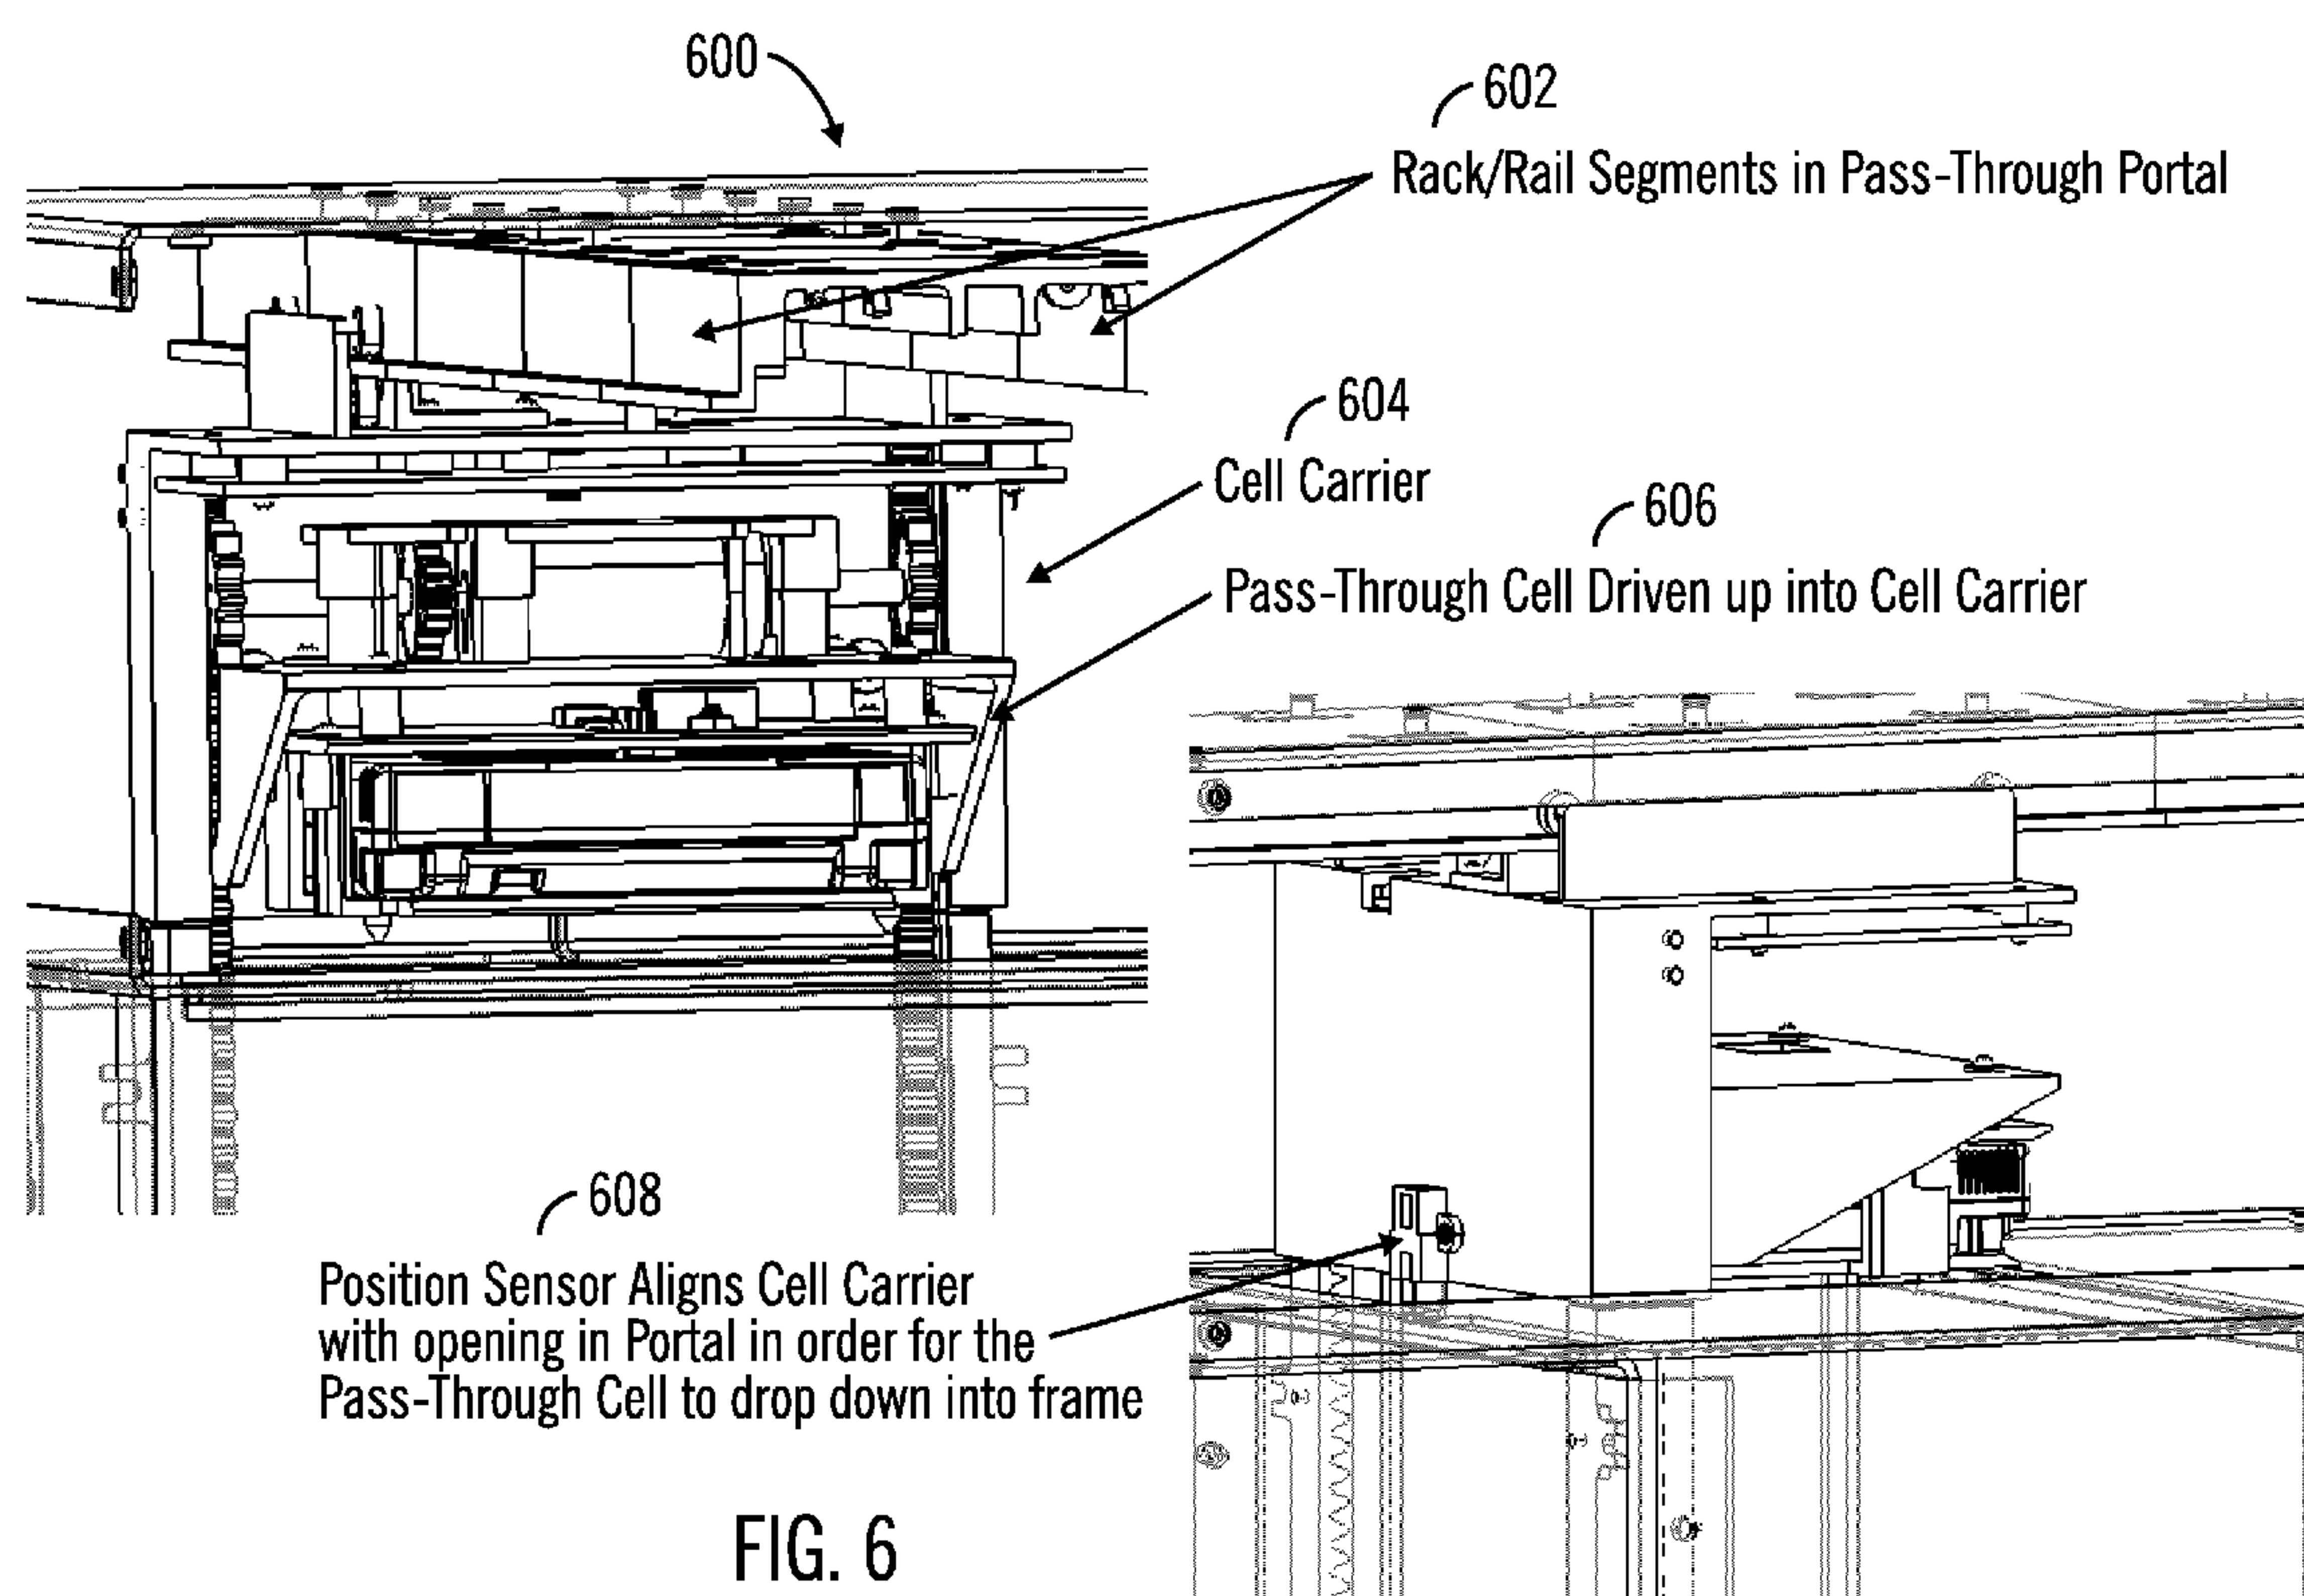 600
602
Rack/Rail Segments in Pass-Through Portal
604
Cell Carrier
606
Pass-Through Cell Driven up into Cell Carrier
608
Position Sensor Aligns Cell Carrier
with opening in Portal in order for the
Pass-Through Cell to drop down into frame
FIG. 6